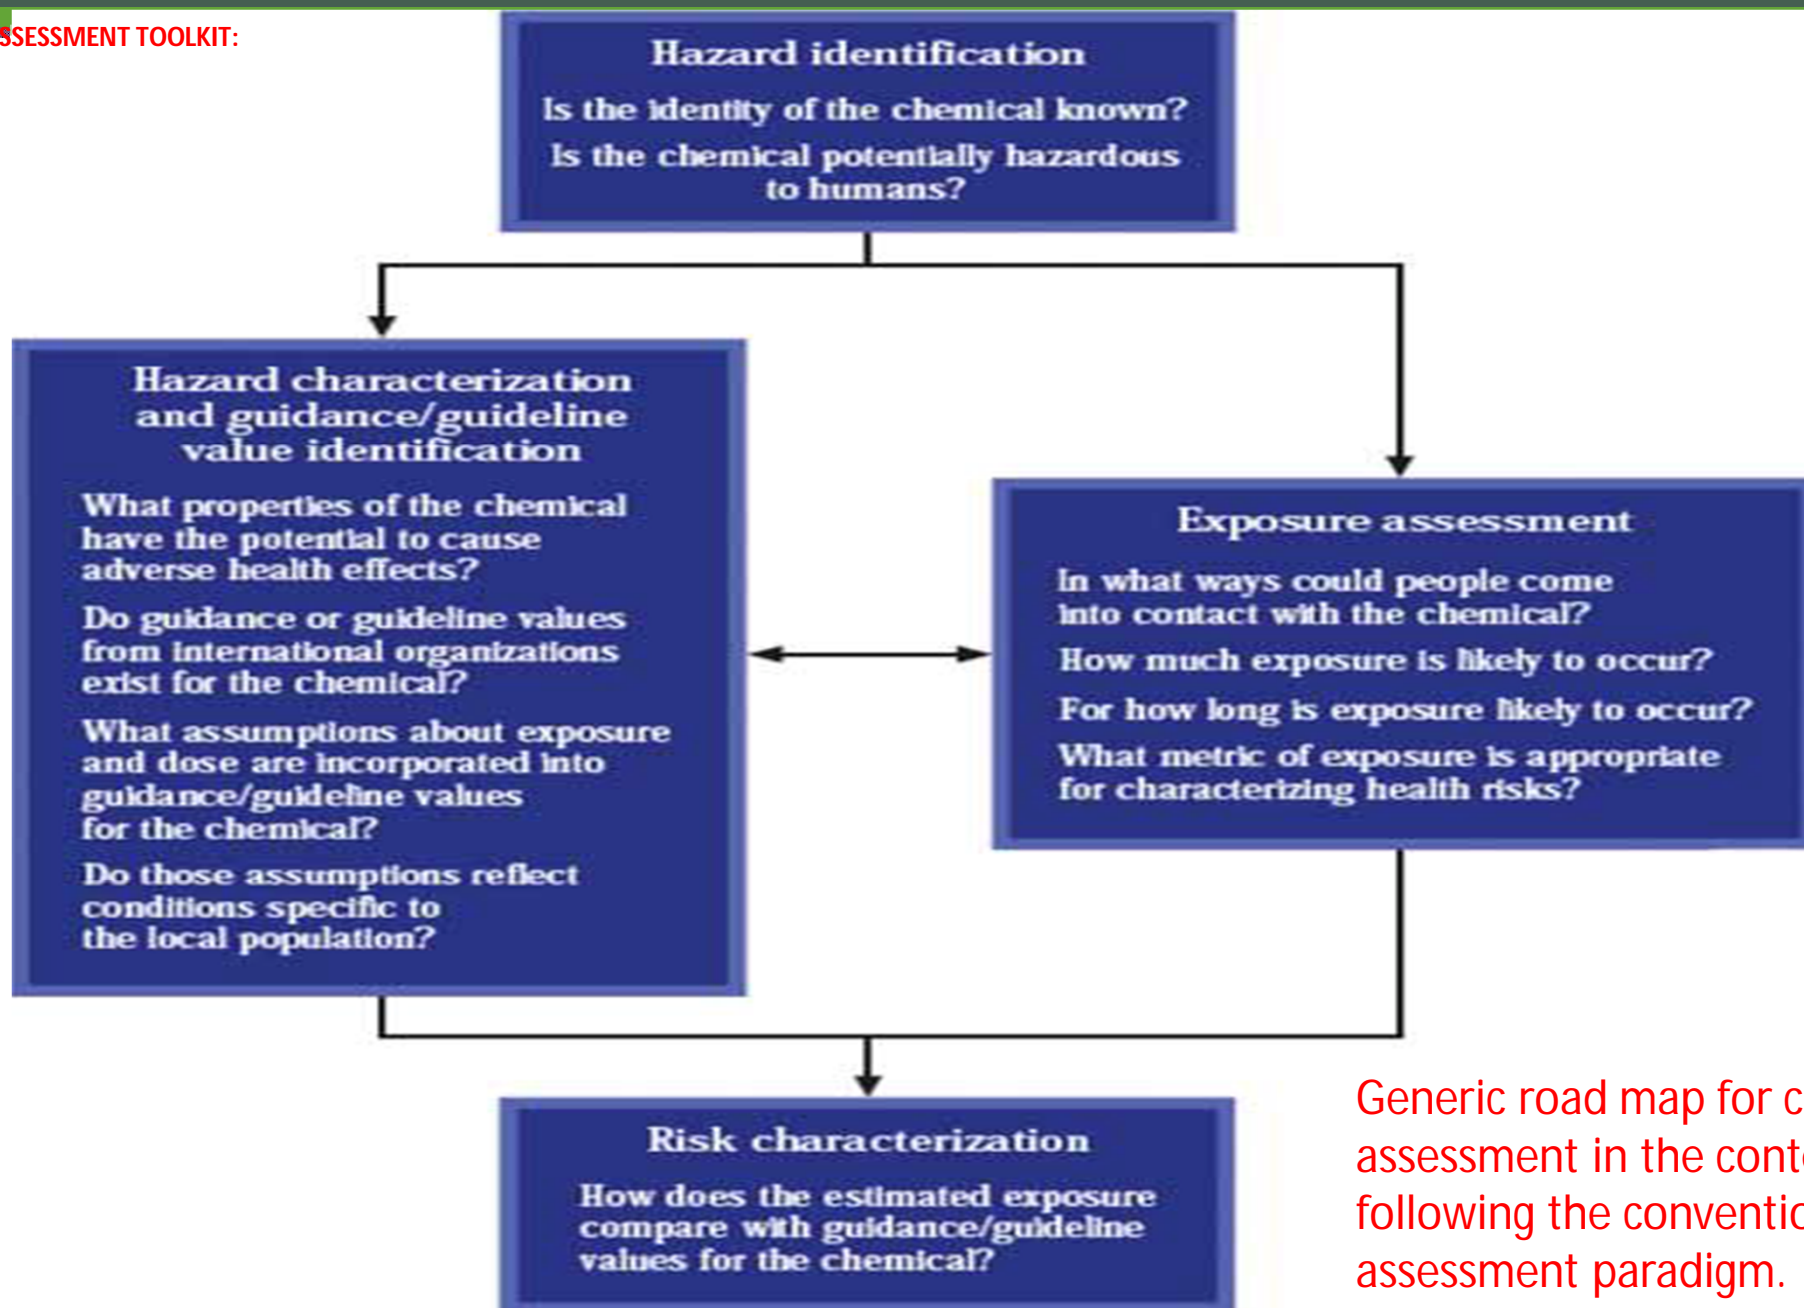 SSESSMENT TOOLKIT:
Hazard identification
Is the identity of the chemical known?
Is the chemical potentially hazardous
to humans?
Hazard characterization
and guidance/guideline
value identification
What properties of the chemical
have the potential to cause
adverse health effects?
Do guidance or guideline values
from international organizations
exist for the chemical?
What assumptions about exposure
and dose are incorporated into
guidance/guideline values
for the chemical?
Do those assumptions reflect
conditions specific to
the local population?
Exposure assessment
In what ways could people come
into contact with the chemical?
How much exposure is likely to occur?
For how long is exposure likely to occur?
What metric of exposure is appropriate
for characterizing health risks?
Risk characterization
How does the estimated exposure
compare with guidance/guideline
values for the chemical?
Generic road map for c
assessment in the cont
following the conventio
assessment paradigm.